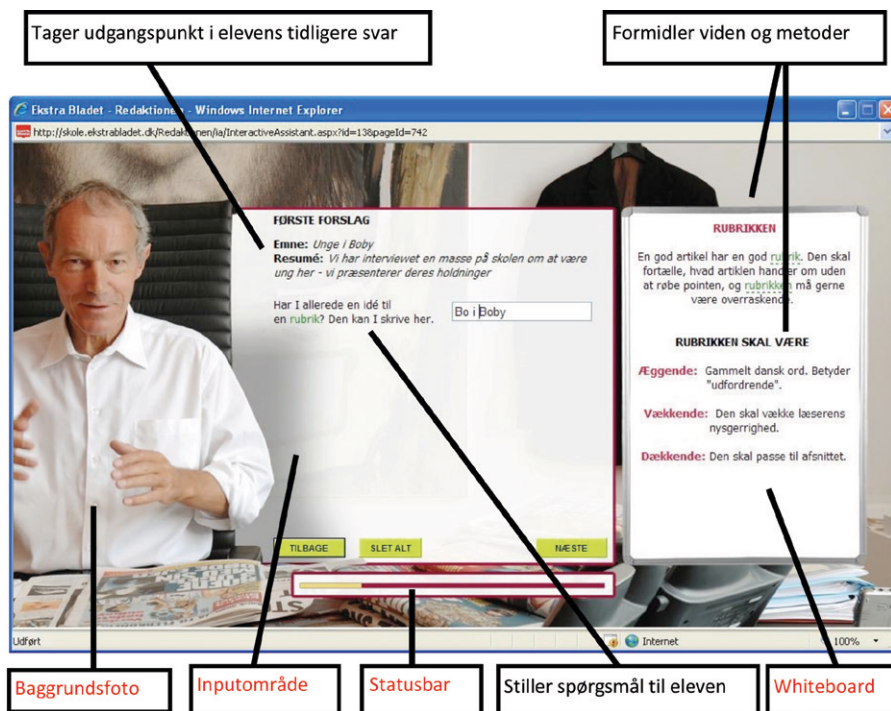 Tager udgangspunkt i elevens tidligere svar
Formidler viden og metoder
Ekstra Bladet - Redaktionen - Windows Internet Explorer
http://skole.ekstrabladet.dk/Redaktionen/ia/InteractiveAssistant.aspx?id=138pageId=742
FØRSTE FORSLAG
Emne: Unge i Boby
Resumé: Vi har interviewet en masse på skolen om at være
ung her - vi præsenterer deres holdninger
Har I allerede en idé til
en rubrik? Den kan I skrive her.
Bo i Boby
TILBAGE
SLET ALT
NÆSTE
RUBRIKKEN
En god artikel har en god rubrik. Den skal
fortælle, hvad artiklen handler om uden
at røbe pointen, og rubrikken må gerne
være overraskende.
RUBRIKKEN SKAL VÆRE
Æggende: Gammelt dansk ord. Betyder
"udfordrende".
Vækkende: Den skal vække læserens
nysgerrighed.
Dækkende: Den skal passe til afsnittet.
Udført
Internet
100%
Baggrundsfoto
Inputområde
Statusbar
Stiller spørgsmål til eleven
Whiteboard